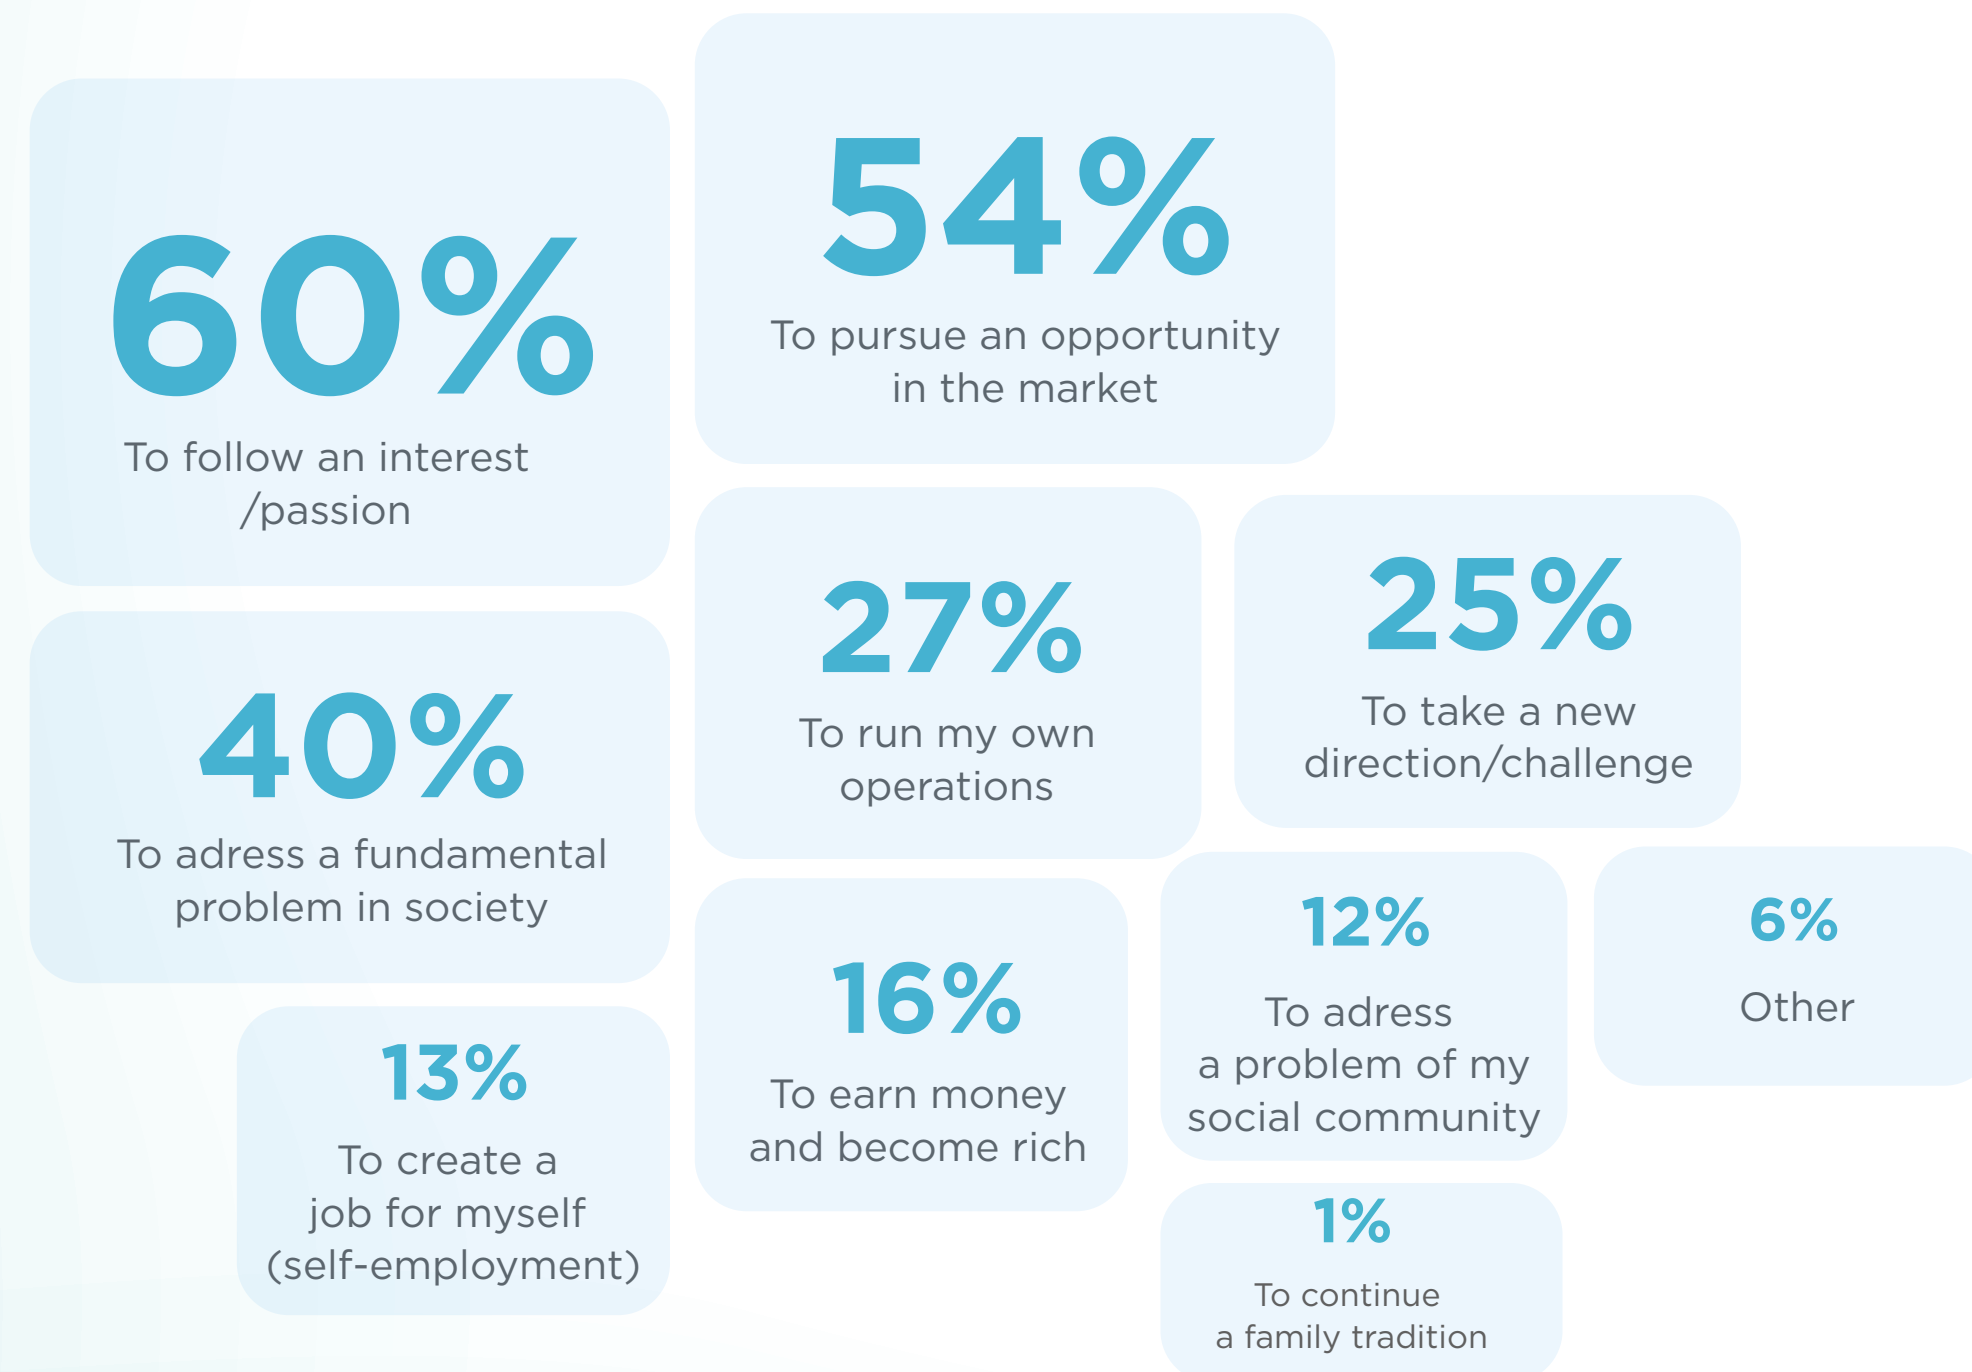 60%
To follow an interest
/passion
54%
To pursue an opportunity
in the market
40%
To adress a fundamental
problem in society
27%
To run my own
operations
25%
To take a new
direction/challenge
13%
To create a
job for myself
(self-employment)
16%
To earn money
and become rich
12%
To adress
a problem of my
social community
6%
Other
1%
To continue
a family tradition